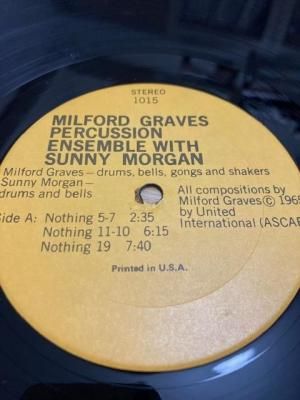 STEREO
1015
MILFORD GRAVES
PERCUSSION
ENSEMBLE WITH
SUNNY MORGAN
Milford Graves—drums, bells, gongs and shakers
Sunny Morgan—
drums and bells
All compositions by
Milford Graves © 196
by United
International (ASCAP
Side A: Nothing 5-7 2:35
Nothing 11-10 6:15
Nothing 19 7:40
Printed in U.S.A.